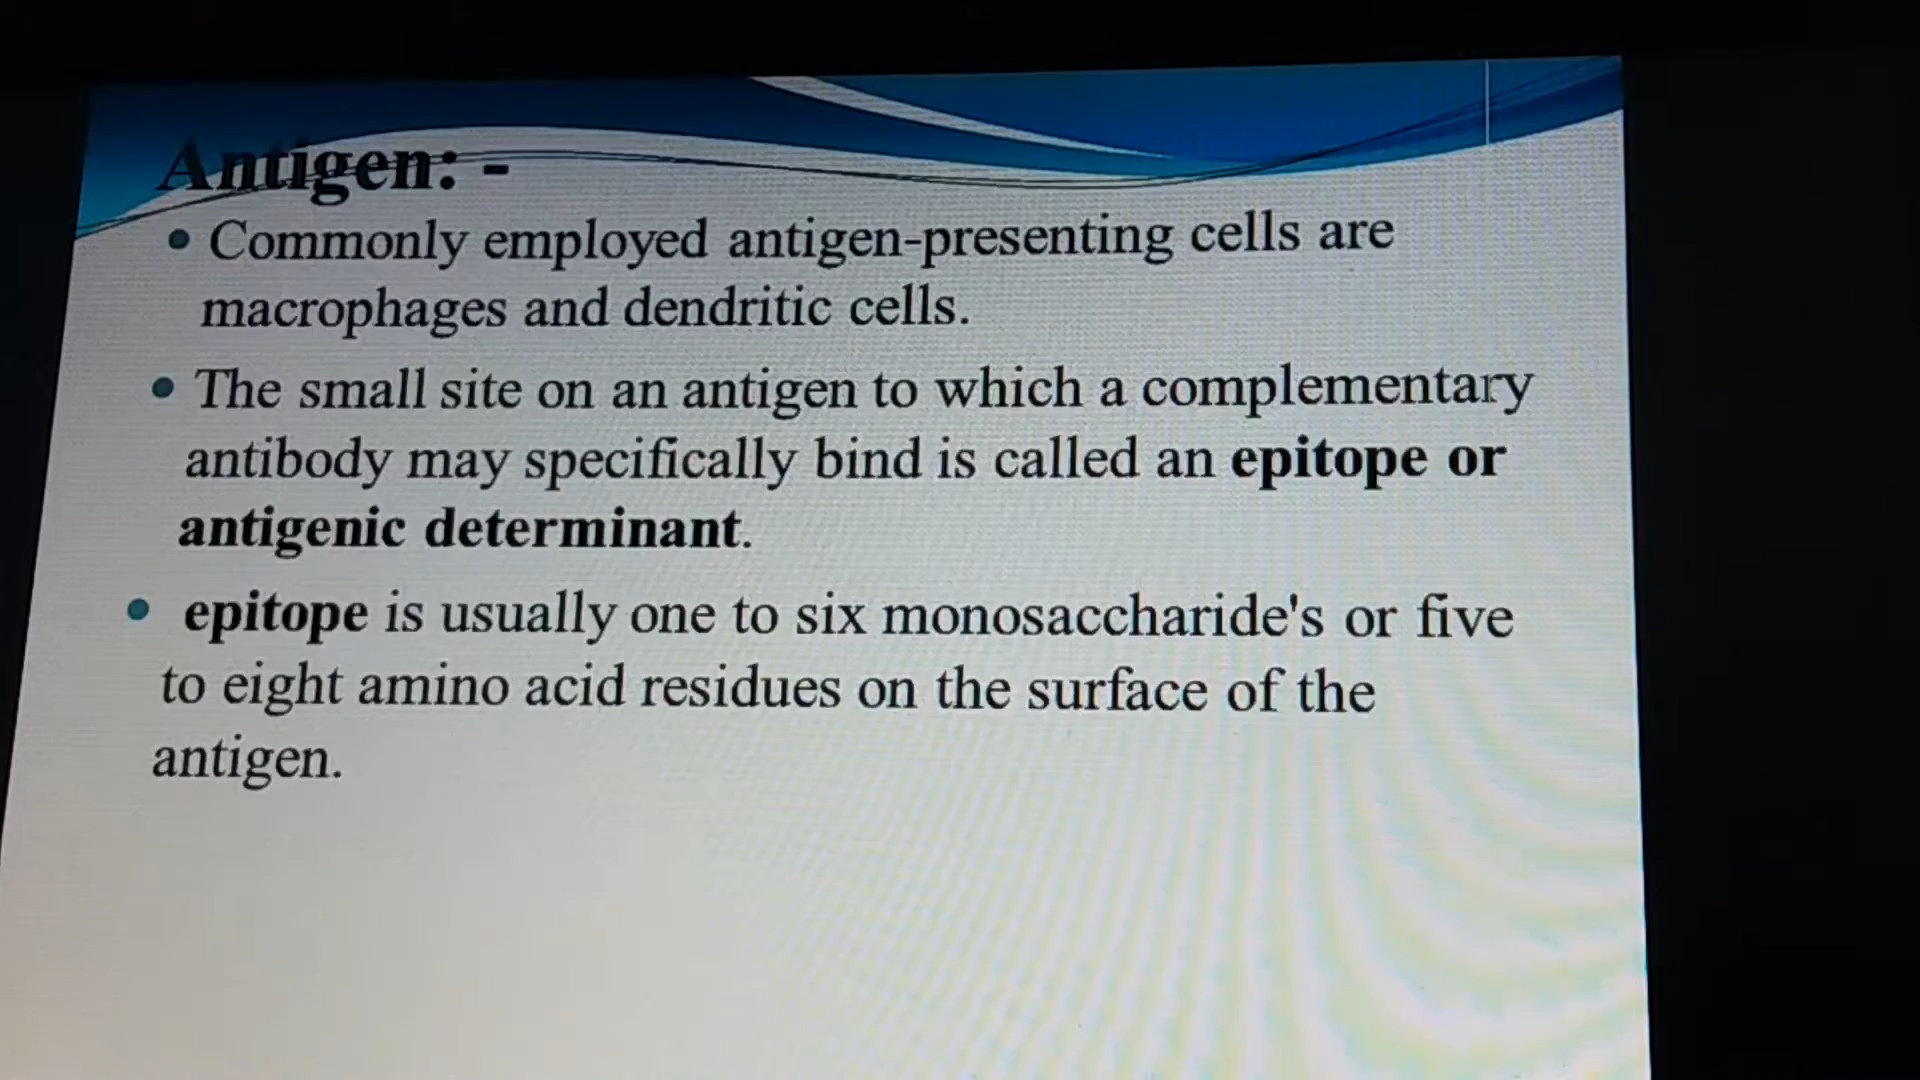 Antigen: -
• Commonly employed antigen-presenting cells are
macrophages and dendritic cells.
• The small site on an antigen to which a complementary
antibody may specifically bind is called an epitope or
antigenic determinant.
• epitope is usually one to six monosaccharide's or five
to eight amino acid residues on the surface of the
antigen.